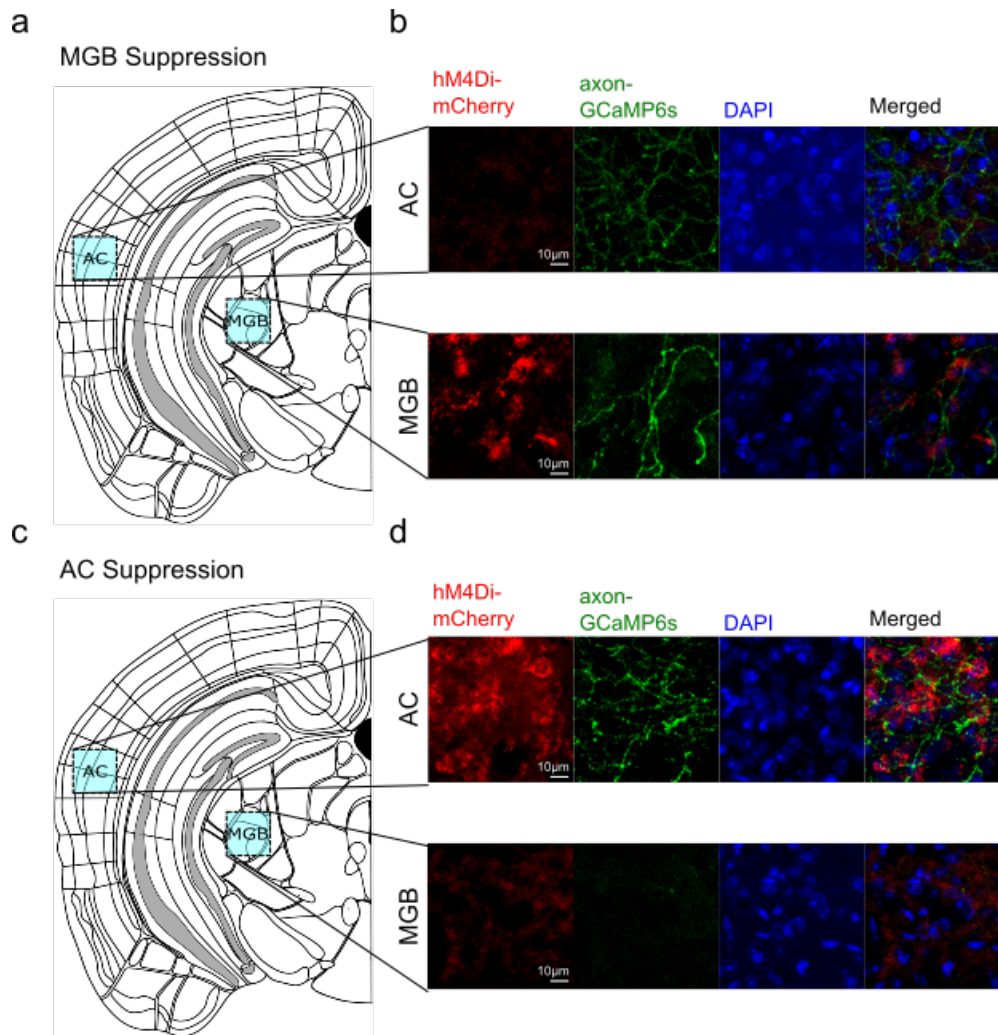 a
MGB Suppression
AC
MGB
b
hM4Di-
mCherry
axon-
GCaMP6s
DAPI
Merged
AC
10μm
MGB
10μm
c
AC Suppression
AC
MGB
d
hM4Di-
mCherry
axon-
GCaMP6s
DAPI
Merged
AC
10μm
MGB
10μm